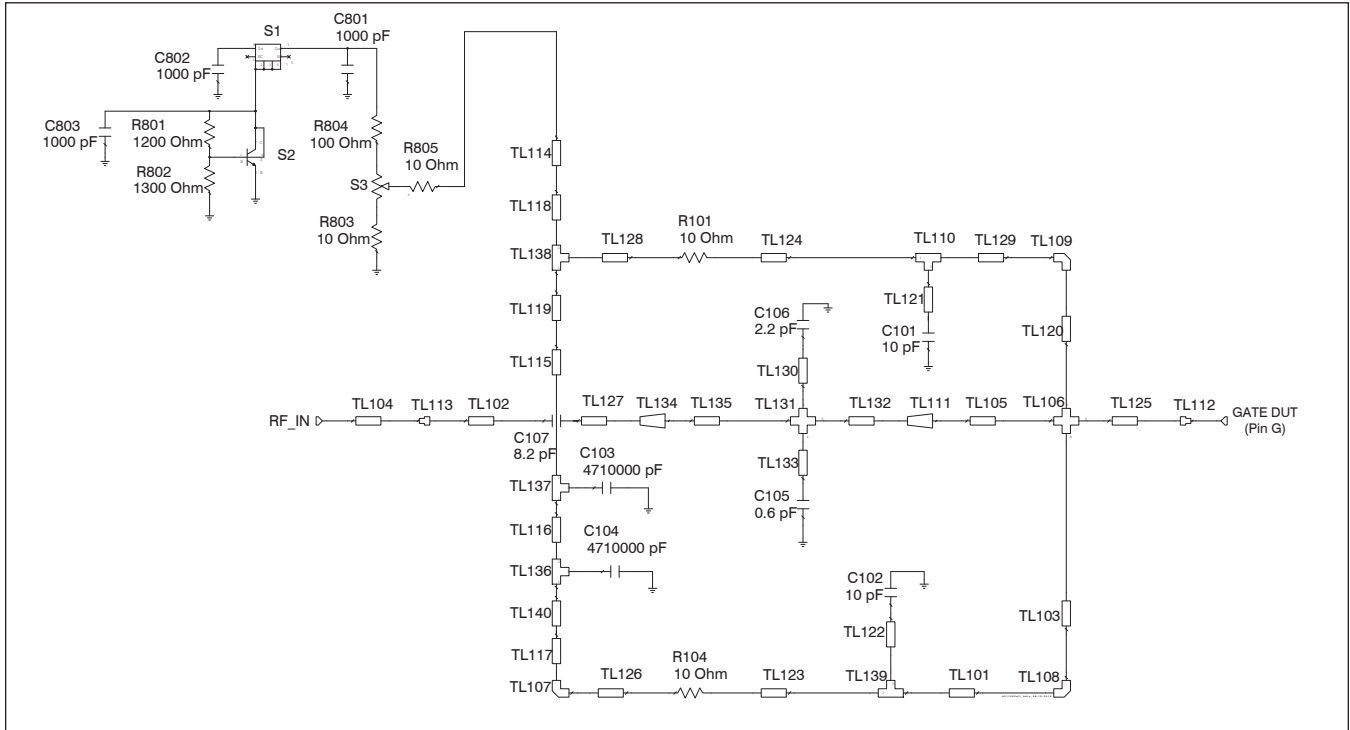 S1
C801
1000 pF
C802
1000 pF
C803
1000 pF
R801
1200 Ohm
S2
R802
1300 Ohm
R804
100 Ohm
R805
10 Ohm
S3
R803
10 Ohm
TL114
TL118
TL138
TL128
R101
10 Ohm
TL124
TL110
TL129
TL109
TL119
TL121
C106
2.2 pF
C101
10 pF
TL120
TL115
TL130
RF_IN
TL104
TL113
TL102
TL127
TL134
TL135
TL131
TL132
TL111
TL105
TL106
TL125
TL112
GATE DUT
(Pin G)
C107
8.2 pF
C103
4710000 pF
TL133
TL137
C105
0.6 pF
TL116
C104
4710000 pF
TL136
C102
10 pF
TL140
TL103
TL122
TL117
TL107
TL126
R104
10 Ohm
TL123
TL139
TL101
TL108